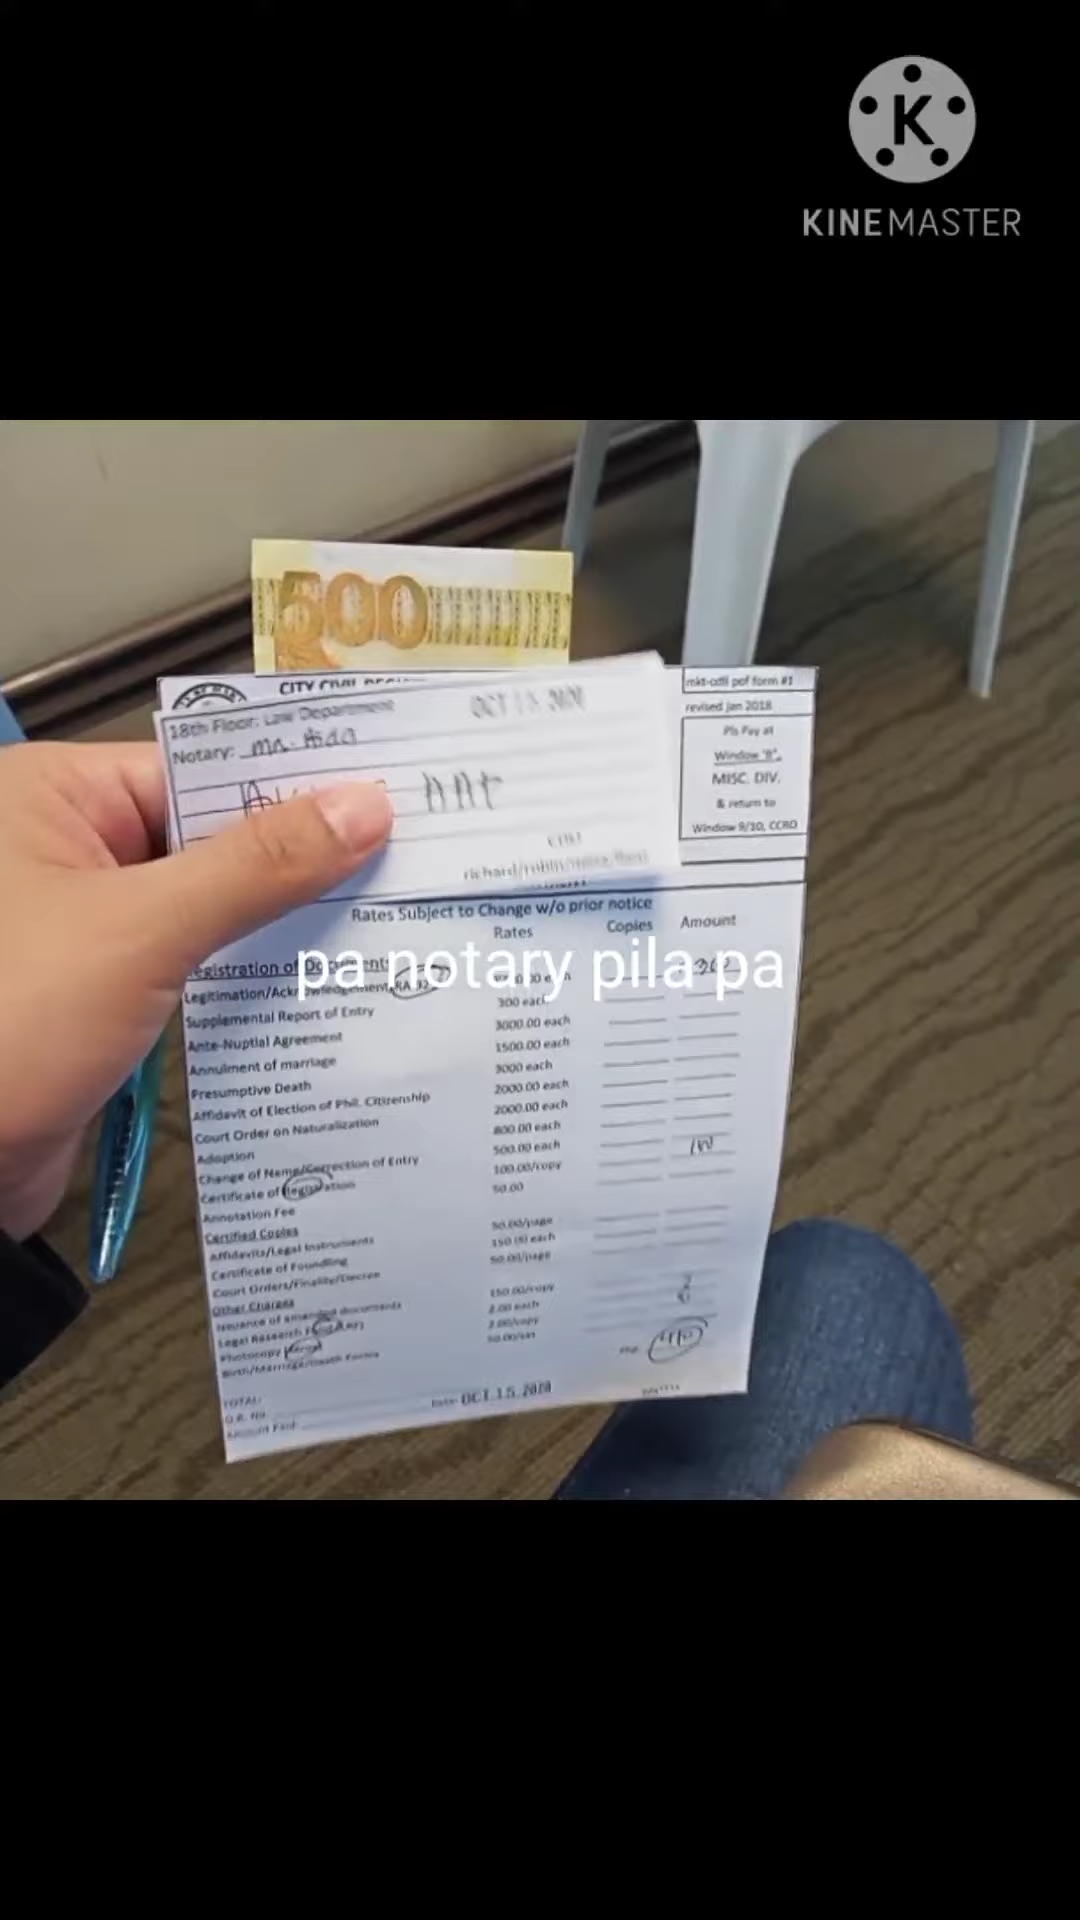 KINEMASTER
500
CITY CIVIL
mkt-cdli pof form #1
revised Jan 2018
Pls Pay at
Window "8",
MISC. DIV.
& return to
Window 9/10, CCRO
18th Floor: Law Department
Notary:
Rates Subject to Change w/o prior notice
Rates Copies Amount
pa notary pila pa
Registration of Documents
Legitimation/Acknowledgement 300
Supplemental Report of Entry 300 each
Ante-Nuptial Agreement 3000.00 each
Annulment of marriage 1500.00 each
Presumptive Death 3000 each
Affidavit of Election of Phil. Citizenship 2000.00 each
Court Order on Naturalization 2000.00 each
Adoption 800.00 each
Change of Name/Correction of Entry 500.00 each
Certificate of Registration 100.00/copy
Annotation Fee 50.00
Certified Copies
Affidavits/Legal Instruments 50.00/page
Certificate of Foundling 150.00 each
Court Orders/Finality/Decree 50.00/page
Other Charges
Issuance of amended documents 150.00/copy
Legal Research 2.00 each
Photocopy 2.00/copy
Birth/Marriage/Death Forms 50.00/set
TOTAL:
O.R. No.
Amount Paid:
Date: OCT 15 2020